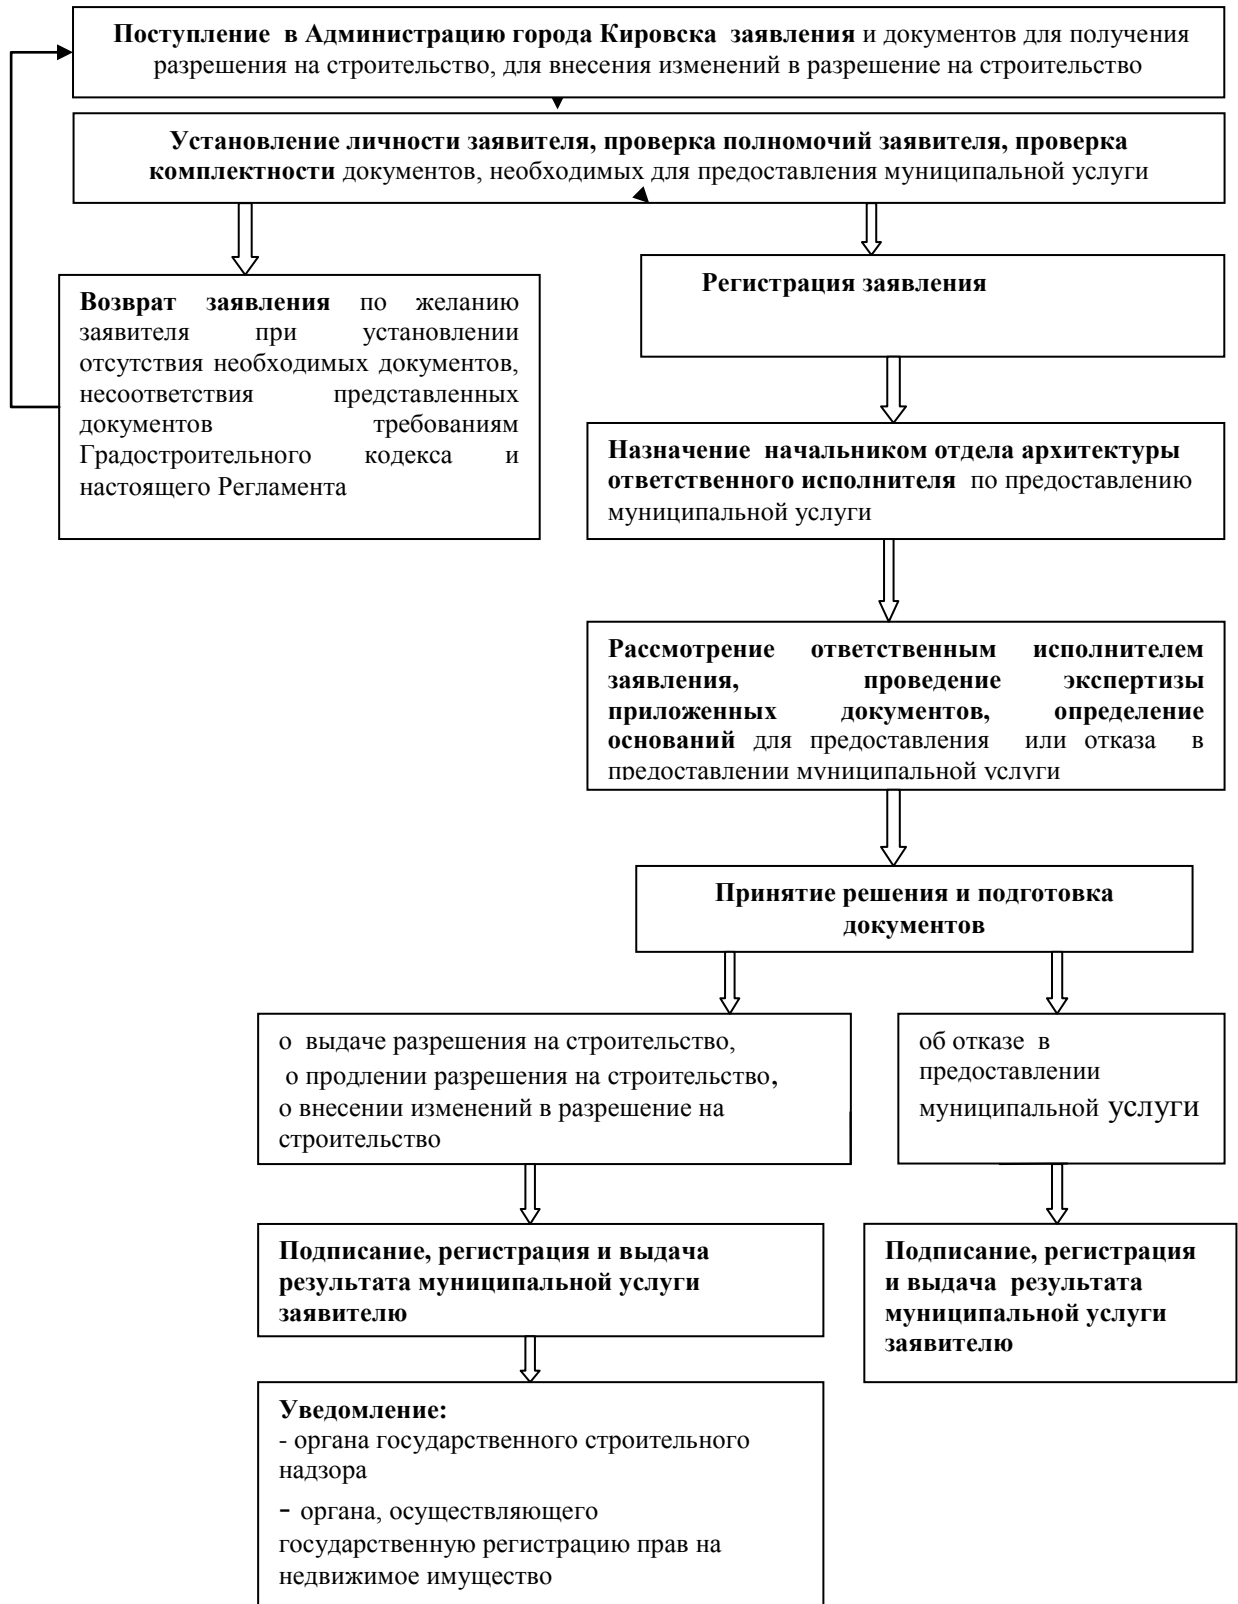 Поступление в Администрацию города Кировска заявления и документов для получения
разрешения на строительство, для внесения изменений в разрешение на строительство
Установление личности заявителя, проверка полномочий заявителя, проверка
комплектности документов, необходимых для предоставления муниципальной услуги
Возврат заявления по желанию
заявителя при установлении
отсутствия необходимых документов,
несоответствия представленных
документов требованиям
Градостроительного кодекса и
настоящего Регламента
Регистрация заявления
Назначение начальником отдела архитектуры
ответственного исполнителя по предоставлению
муниципальной услуги
Рассмотрение ответственным исполнителем
заявления, проведение экспертизы
приложенных документов, определение
оснований для предоставления или отказа в
предоставлении муниципальной услуги
Принятие решения и подготовка
документов
о выдаче разрешения на строительство,
о продлении разрешения на строительство,
о внесении изменений в разрешение на
строительство
об отказе в
предоставлении
муниципальной услуги
Подписание, регистрация и выдача
результата муниципальной услуги
заявителю
Подписание, регистрация
и выдача результата
муниципальной услуги
заявителю
Уведомление:
- органа государственного строительного
надзора
- органа, осуществляющего
государственную регистрацию прав на
недвижимое имущество